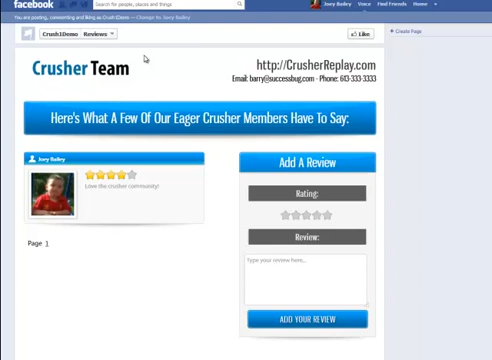 facebook
Search for people, places and things
Joey Bailey Voice Find Friends Home
You are posting, commenting and liking as Crush1Demo — Change to Joey Bailey
Crush1Demo Reviews
Like
Create Page
Crusher Team
http://CrusherReplay.com
Email: barry@successbug.com - Phone: 613-333-3333
Here's What A Few Of Our Eager Crusher Members Have To Say:
Joey Bailey
Love the crusher community!
Page 1
Add A Review
Rating:
Review:
Type your review here...
ADD YOUR REVIEW